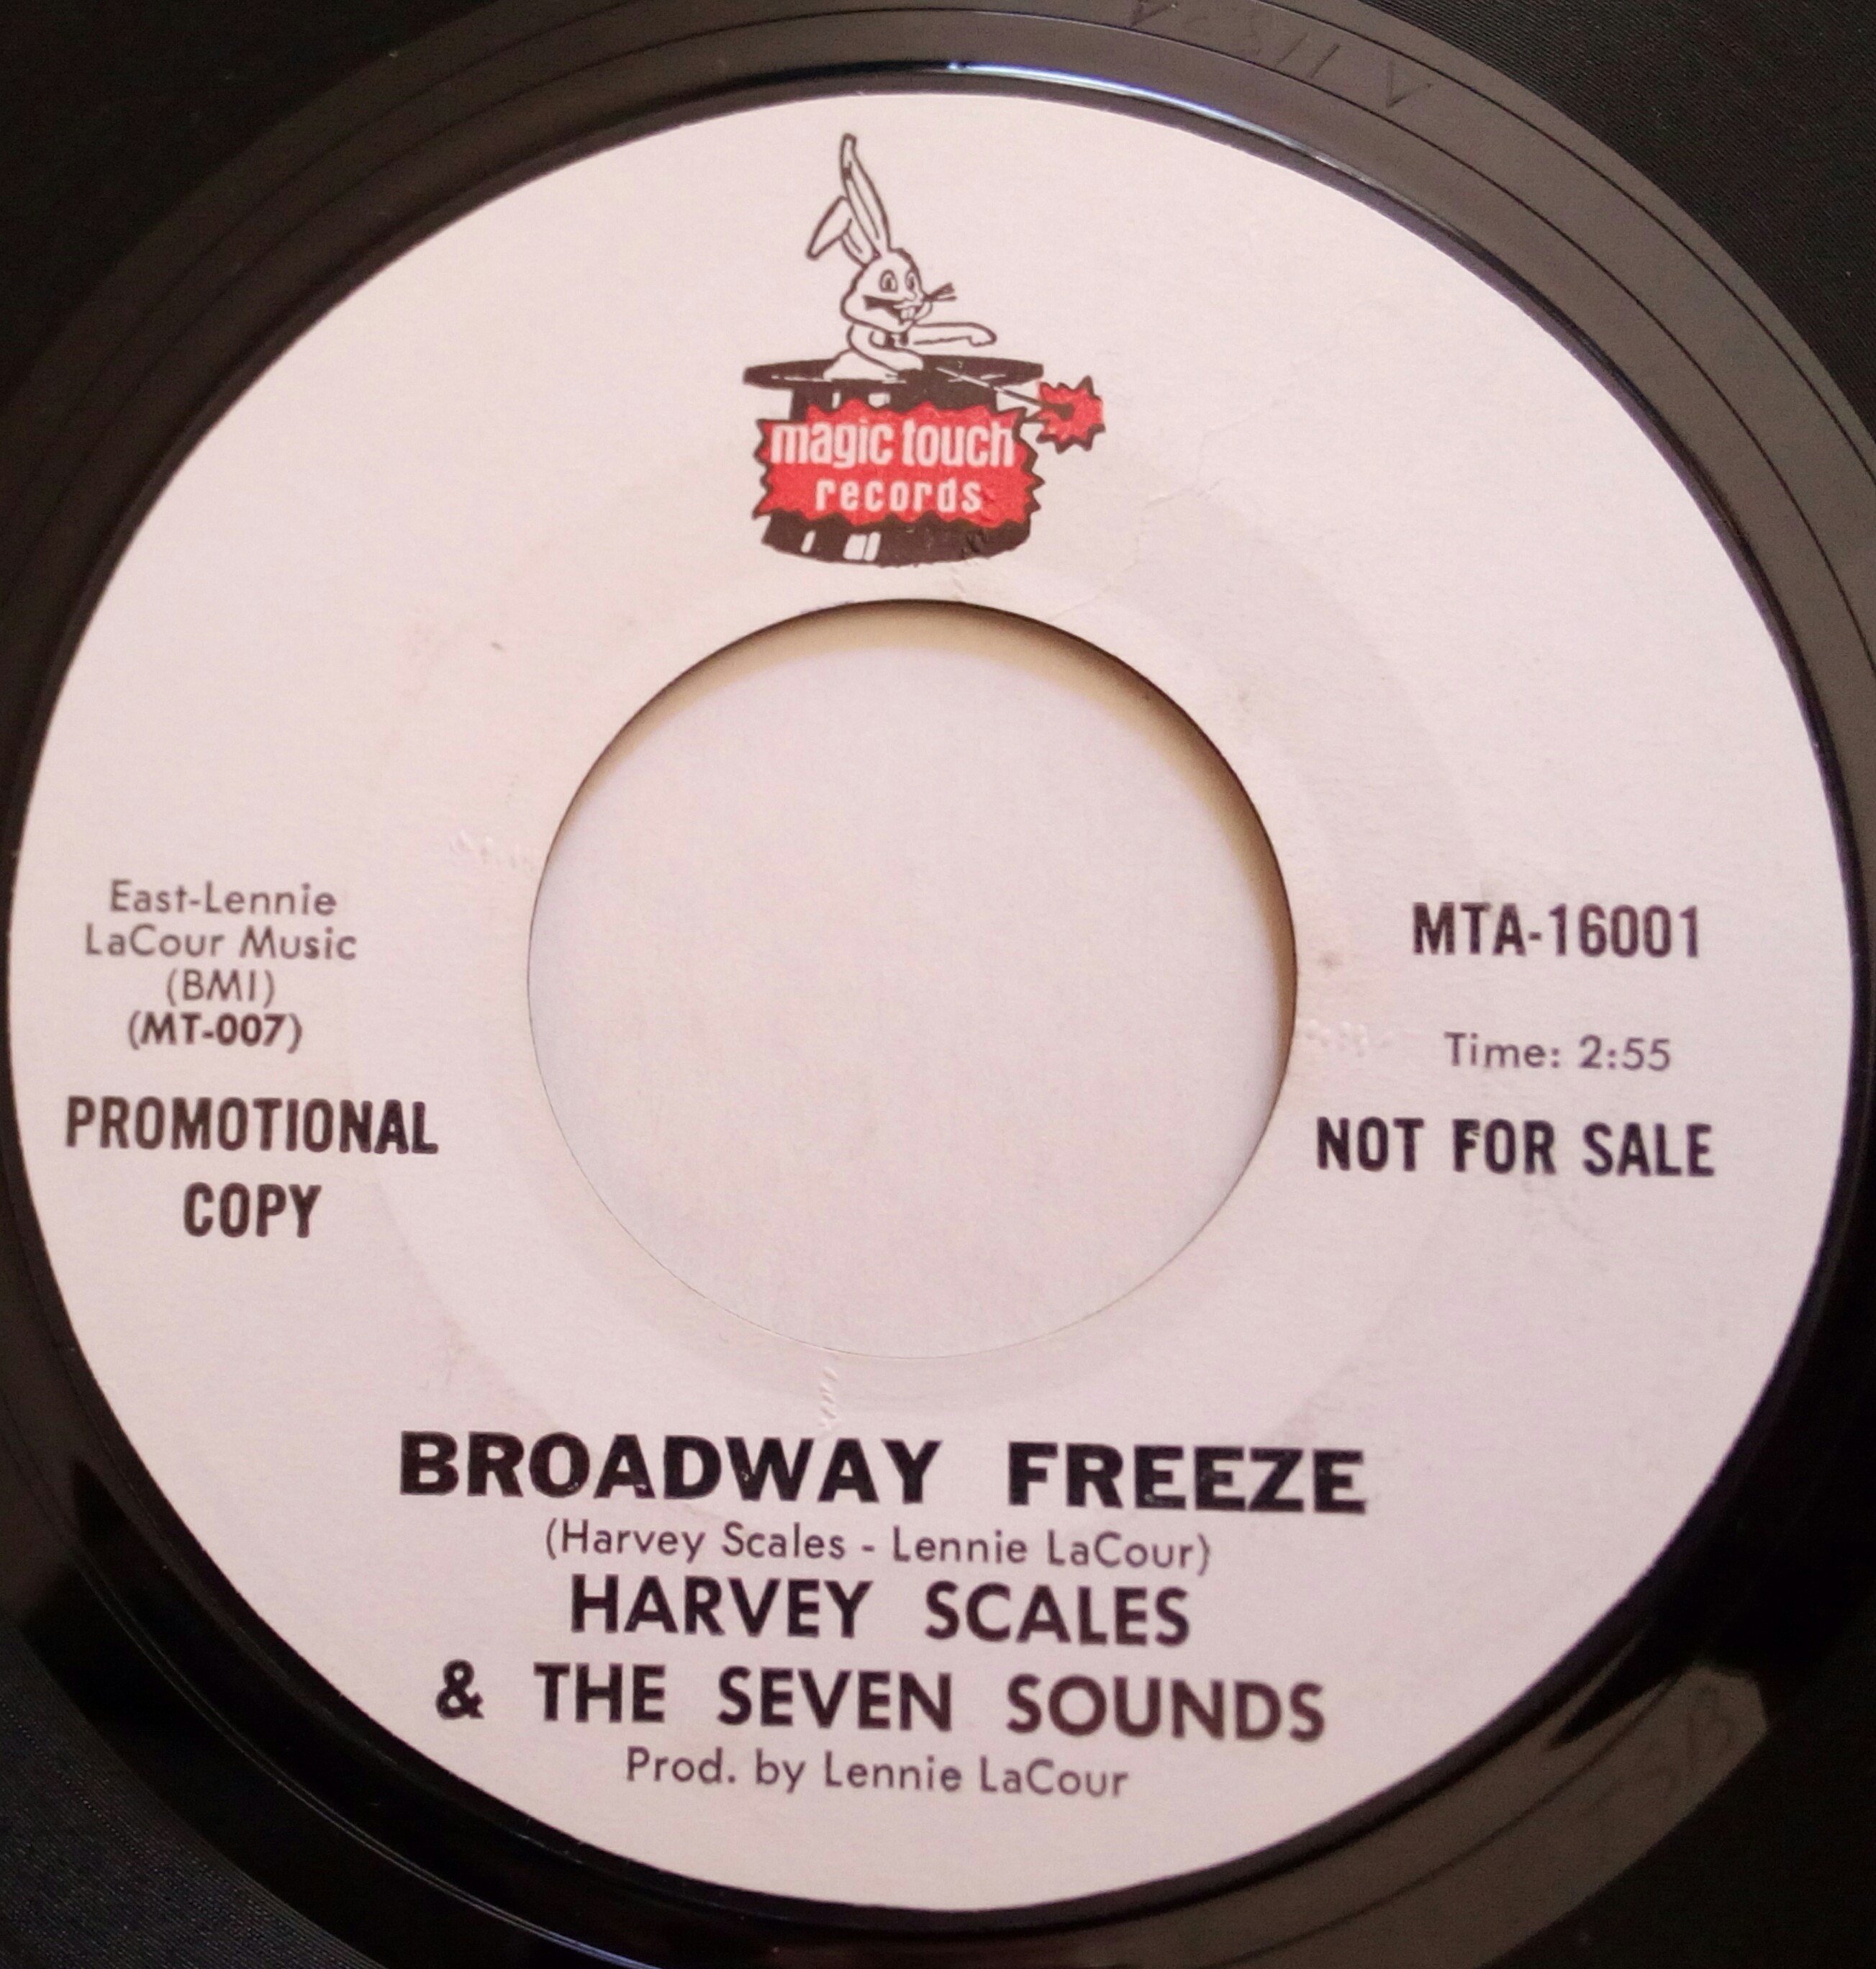 magic touch
records
East-Lennie
LaCour Music
(BMI)
(MT-007)
PROMOTIONAL
COPY
MTA-16001
Time: 2:55
NOT FOR SALE
BROADWAY FREEZE
(Harvey Scales - Lennie LaCour)
HARVEY SCALES
& THE SEVEN SOUNDS
Prod. by Lennie LaCour